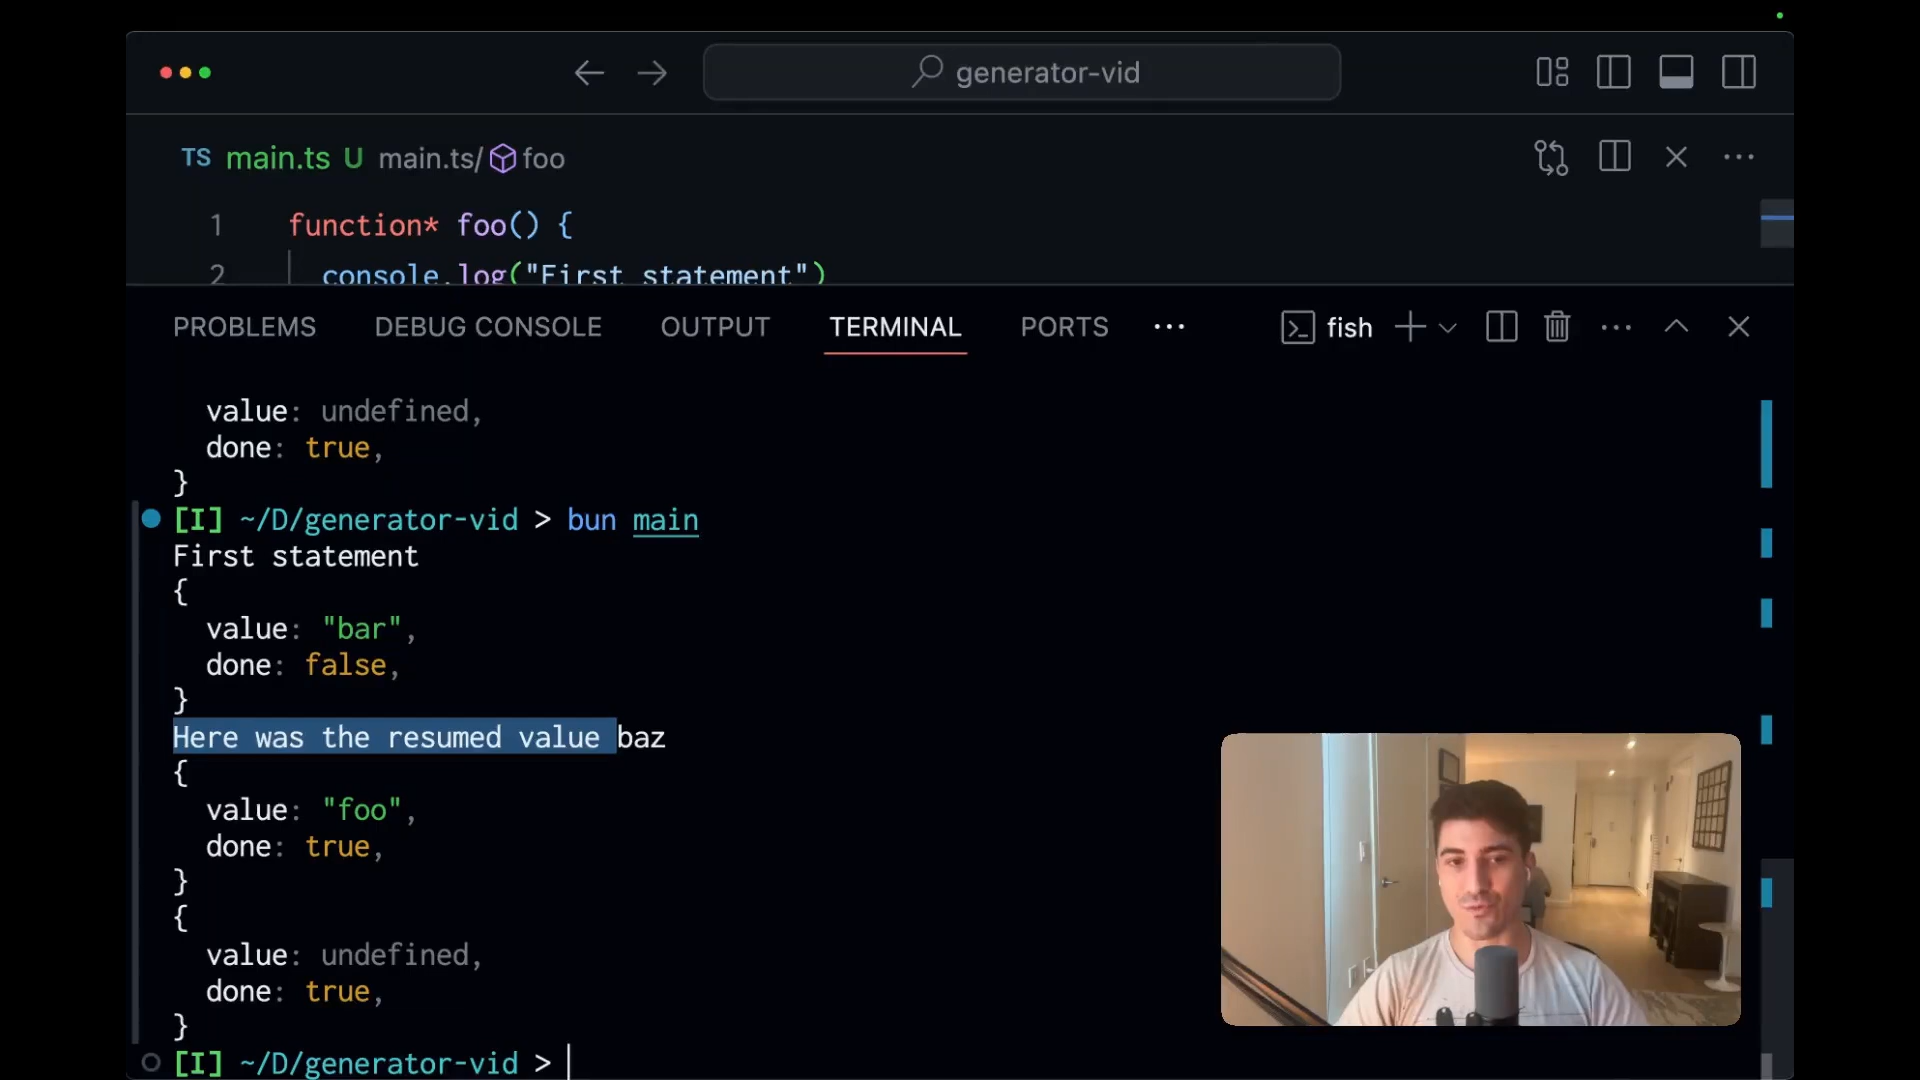 generator-vid
TS main.ts U main.ts/ foo
1 function* foo() {
2 console.log("First statement")
PROBLEMS DEBUG CONSOLE OUTPUT TERMINAL PORTS ··· fish
value: undefined,
done: true,
}
[I] ~/D/generator-vid > bun main
First statement
{
value: "bar",
done: false,
}
Here was the resumed value baz
{
value: "foo",
done: true,
}
{
value: undefined,
done: true,
}
[I] ~/D/generator-vid >